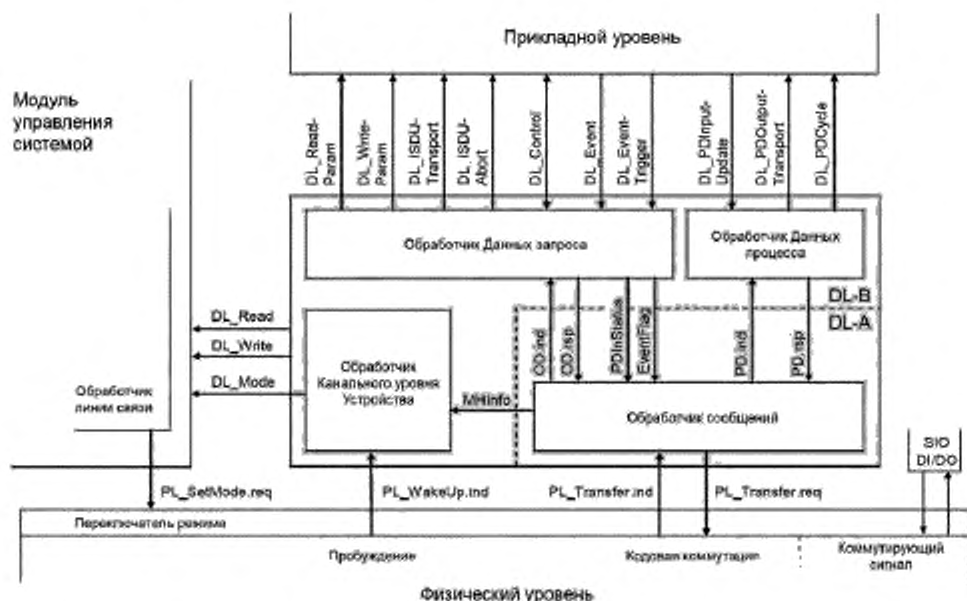 Прикладной уровень
Модуль
управления
системой
DL_Read-
Param
DL_Write-
Param
DL_ISDU-
Transport
DL_ISDU-
Abort
DL_Control
DL_Event
DL_Event-
Trigger
DL_PDInput-
Update
DL_PDOutput-
Transport
DL_PDCycle
Обработчик Данных запроса
Обработчик Данных
процесса
DL-B
DL-A
DL_Read
DL_Write
DL_Mode
OD.ind
OD.rsp
PDInStatus
EventFlag
PD.ind
PD.rsp
Обработчик
линии связи
Обработчик
Канального уровня
Устройства
MHInfo
Обработчик сообщений
SIO
DI/DO
PL_SetMode.req
PL_WakeUp.ind
PL_Transfer.ind
PL_Transfer.req
Переключатель режима
Пробуждение
Кодовая коммутация
Коммутирующий
сигнал
Физический уровень